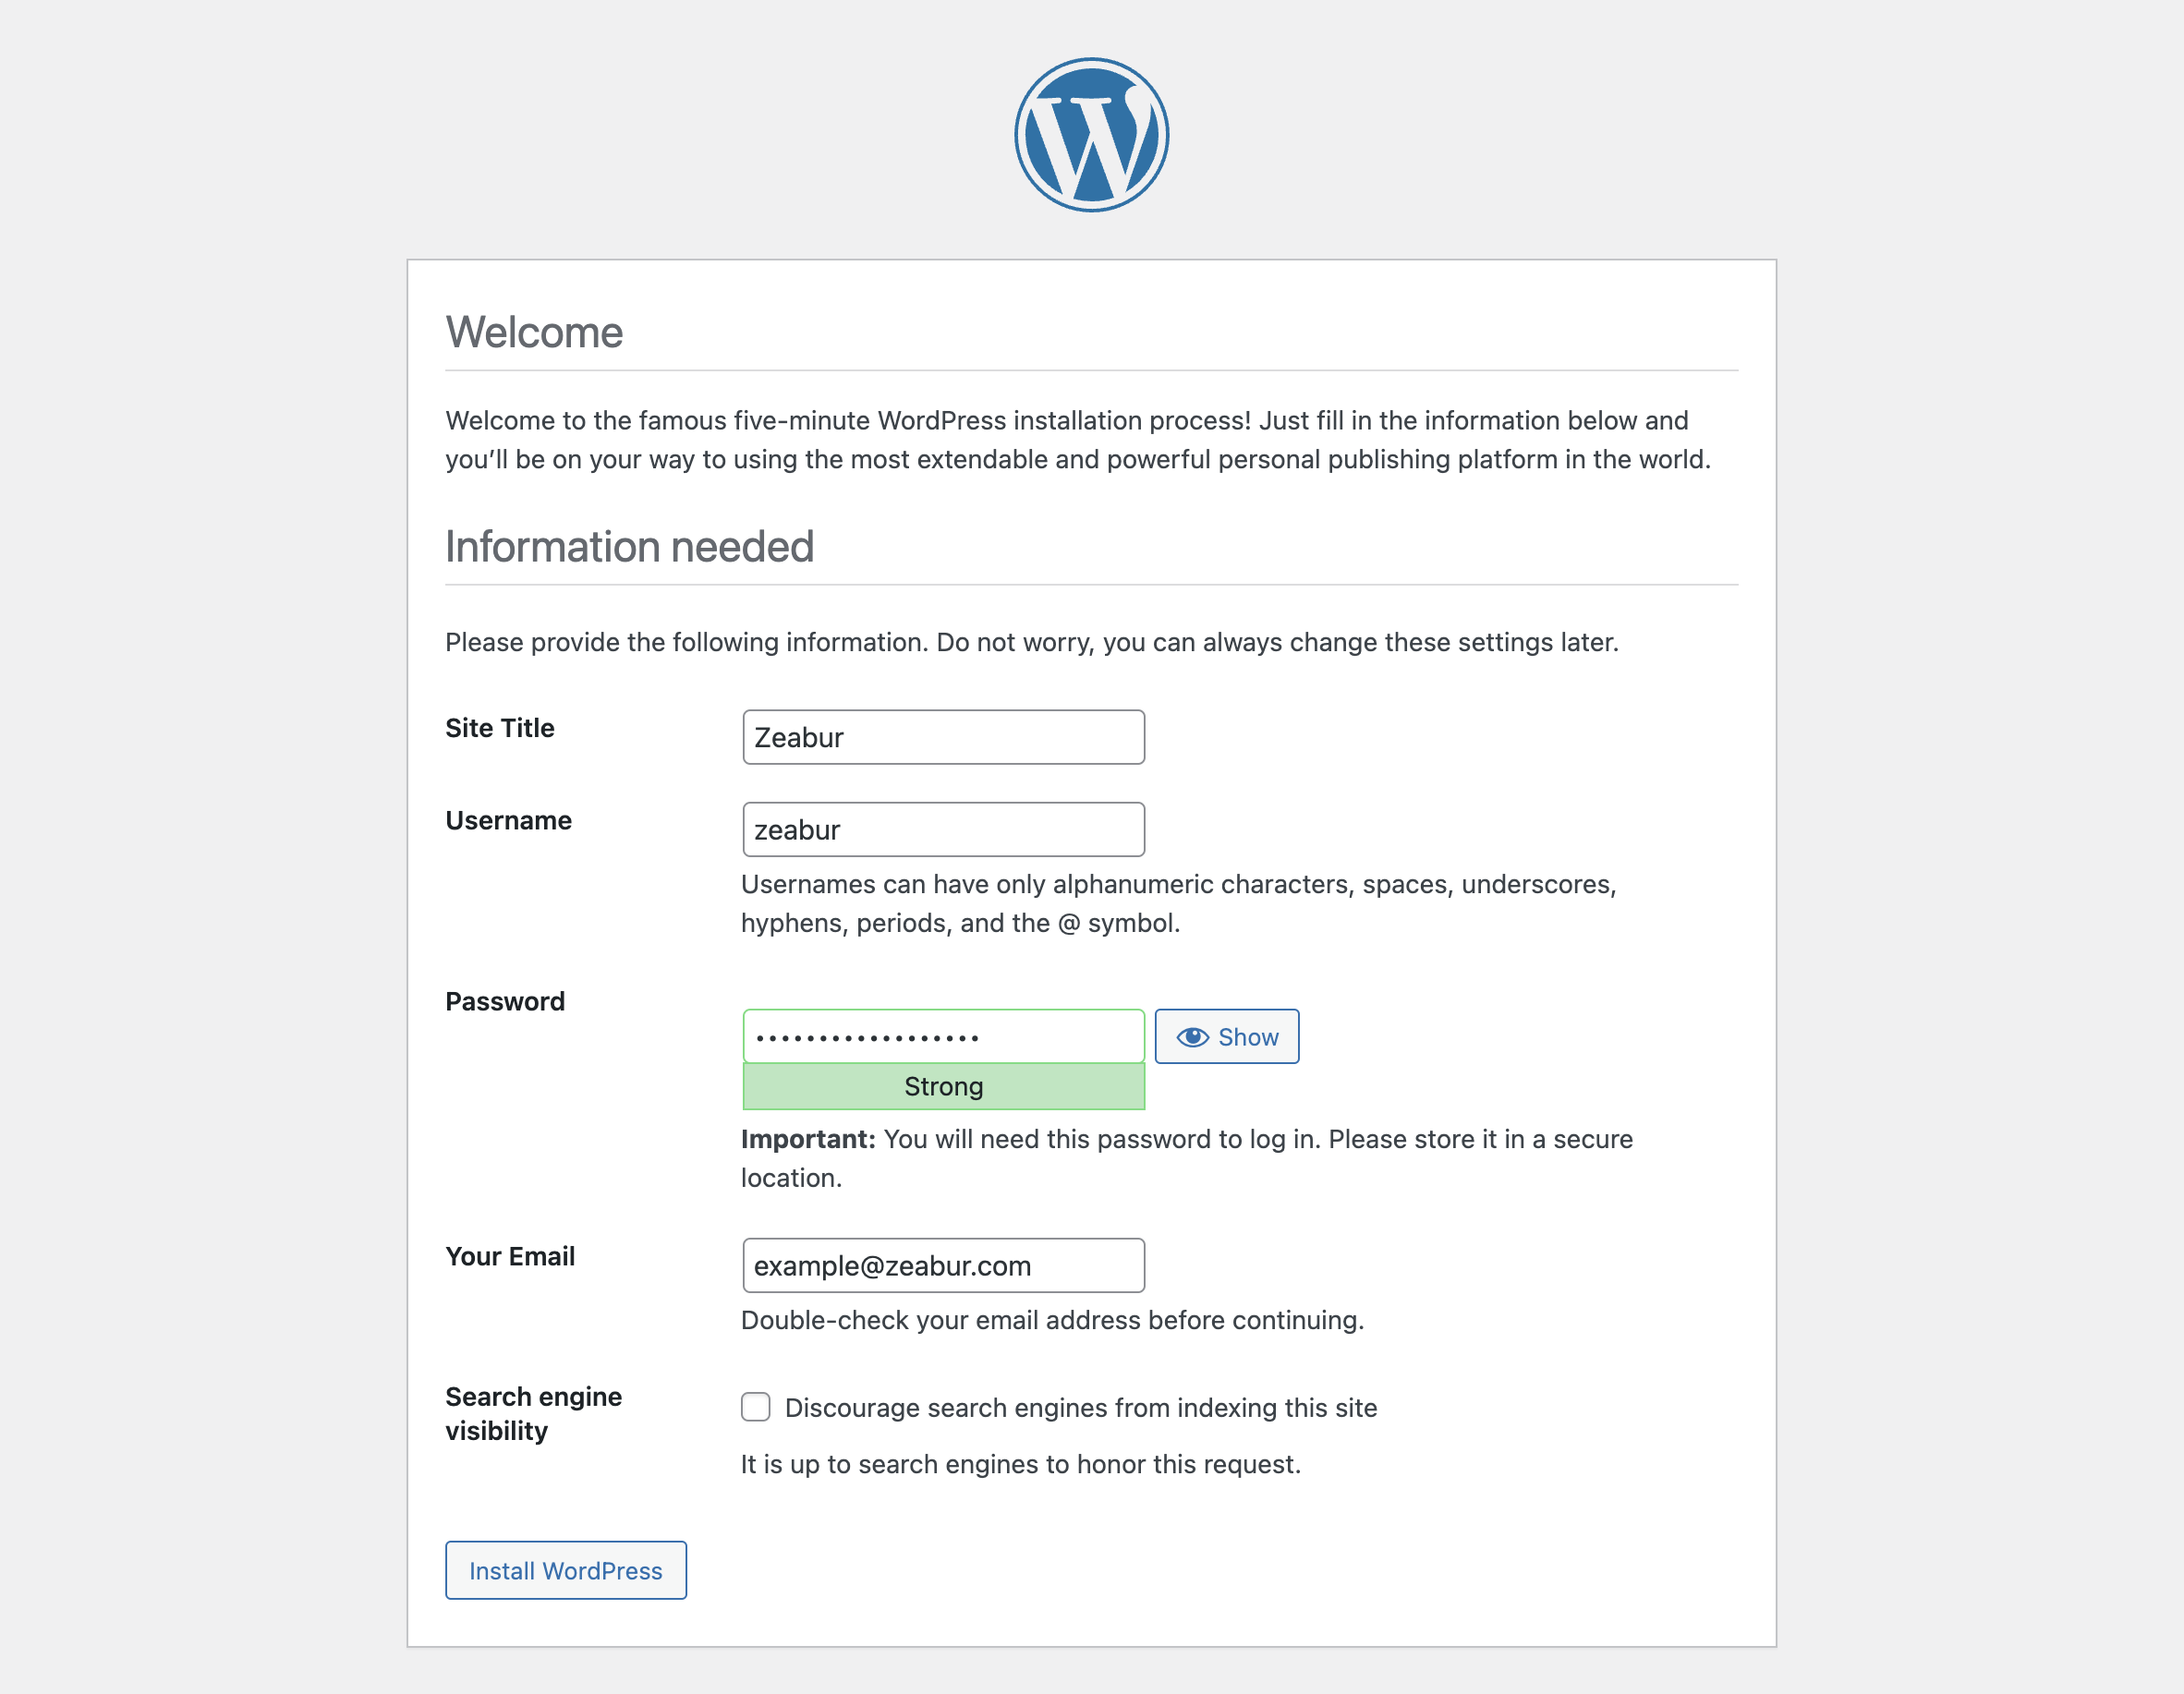 Welcome
Welcome to the famous five-minute WordPress installation process! Just fill in the information below and
you’ll be on your way to using the most extendable and powerful personal publishing platform in the world.
Information needed
Please provide the following information. Do not worry, you can always change these settings later.
Site Title
Zeabur
Username
zeabur
Usernames can have only alphanumeric characters, spaces, underscores,
hyphens, periods, and the @ symbol.
Password
••••••••••••••••••
Show
Strong
Important: You will need this password to log in. Please store it in a secure
location.
Your Email
example@zeabur.com
Double-check your email address before continuing.
Search engine
visibility
Discourage search engines from indexing this site
It is up to search engines to honor this request.
Install WordPress